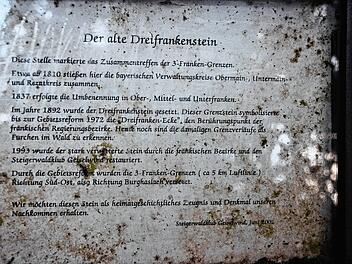 Der alte Dreifrankenstein
Diese Stelle markierte das Zusammentreffen der 3-Franken-Grenzen.
Etwa ab 1810 stießen hier die bayerischen Verwaltungskreise Obermain-, Untermain-
und Rezatkreis zusammen.
1837 erfolgte die Umbenennung in Ober-, Mittel- und Unterfranken.
Im Jahre 1892 wurde der Dreifrankenstein gesetzt. Dieser Grenzstein symbolisierte
bis zur Gebietsreform 1972 die „Dreifranken-Ecke", den Berührungspunkt der
fränkischen Regierungsbezirke. Heute noch sind die damaligen Grenzverläufe als
Furchen im Wald zu erkennen.
1993 wurde der stark verwitterte Stein durch die fränkischen Bezirke und den
Steigerwaldklub Geiselwind restauriert.
Durch die Gebietsreform wurden die 3-Franken-Grenzen ( ca 5 km Luftlinie )
Richtung Süd-Ost, also Richtung Burghaslach versetzt.
Wir möchten diesen Stein als heimatgeschichtliches Zeugnis und Denkmal unseren
Nachkommen erhalten.
Steigerwaldklub Geiselwind, Juni